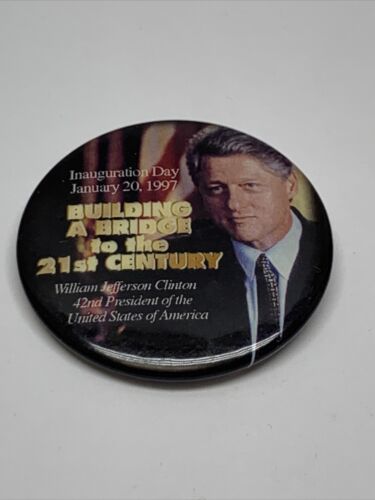 Inauguration Day
January 20, 1997
BUILDING
A BRIDGE
to the
21st CENTURY
William Jefferson Clinton
42nd President of the
United States of America